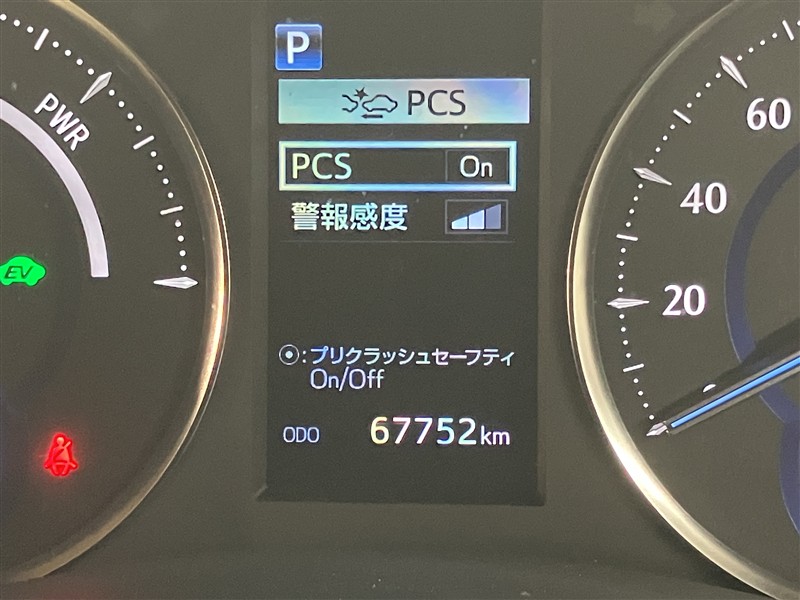 P
PCS
PCS On
警報感度
:プリクラッシュセーフティ
On/Off
ODO 67752km
PWR
EV
60
40
20